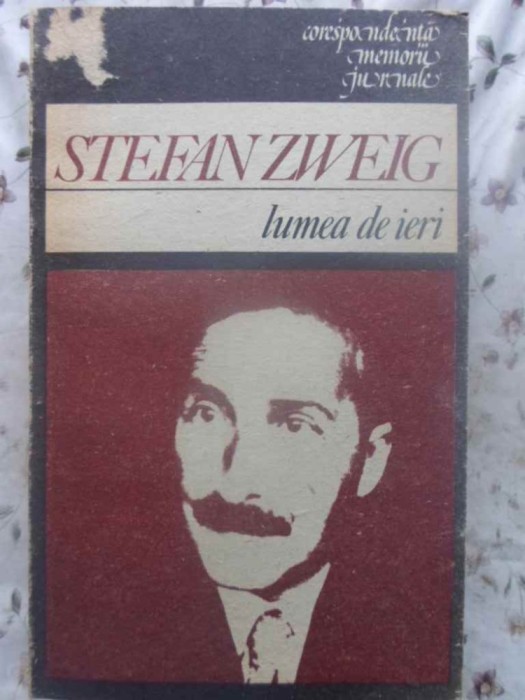 corespondență
memorii
jurnale
STEFAN ZWEIG
lumea de ieri